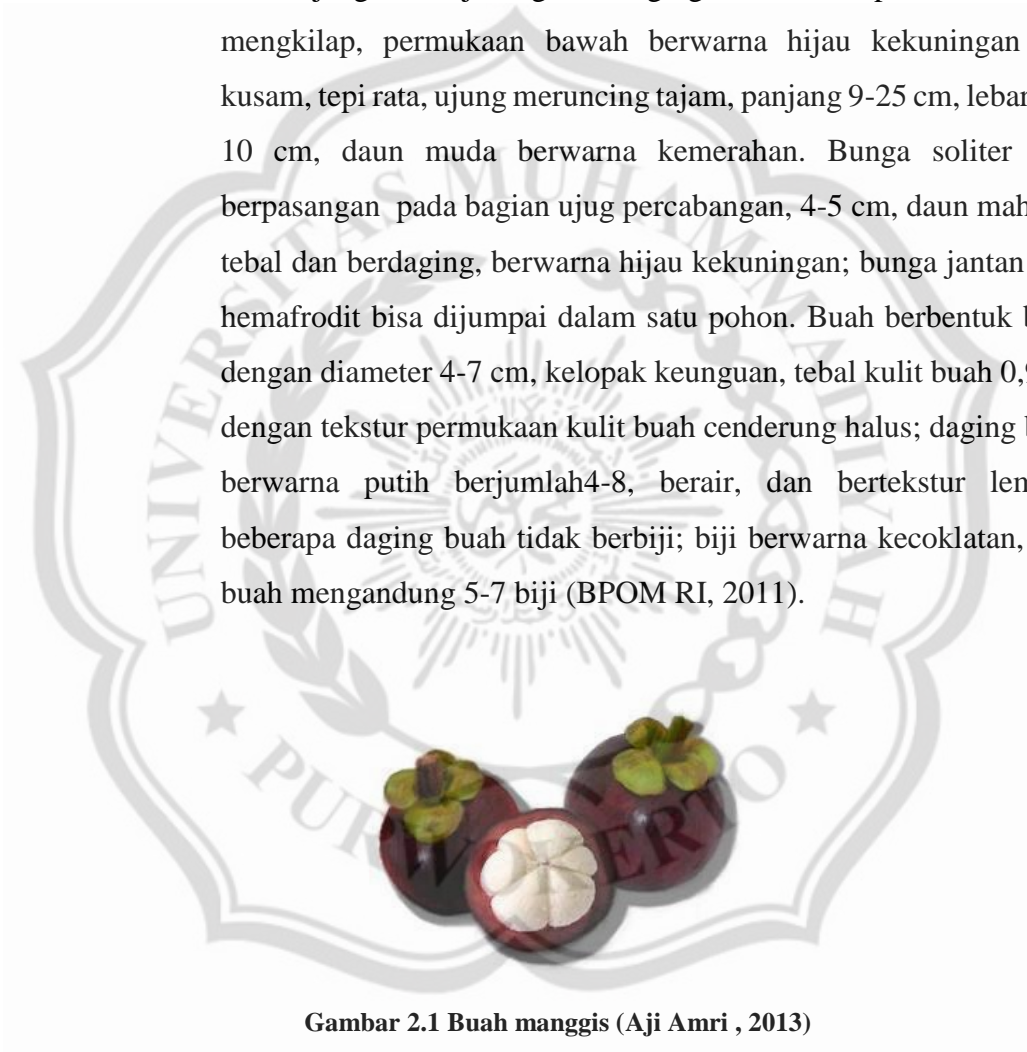 mengkilap, permukaan bawah berwarna hijau kekuningan
kusam, tepi rata, ujung meruncing tajam, panjang 9-25 cm, lebar
10 cm, daun muda berwarna kemerahan. Bunga soliter
berpasangan pada bagian ujug percabangan, 4-5 cm, daun
tebal dan berdaging, berwarna hijau kekuningan; bunga jantan
hemafrodit bisa dijumpai dalam satu pohon. Buah berbentuk
dengan diameter 4-7 cm, kelopak keunguan, tebal kulit buah
dengan tekstur permukaan kulit buah cenderung halus; daging
berwarna putih berjumlah4-8, berair, dan bertekstur
beberapa daging buah tidak berbiji; biji berwarna kecoklatan,
buah mengandung 5-7 biji (BPOM RI, 2011).
UNIVERSITAS MUHAMMADIYAH
PURWOKERTO
Gambar 2.1 Buah manggis (Aji Amri , 2013)